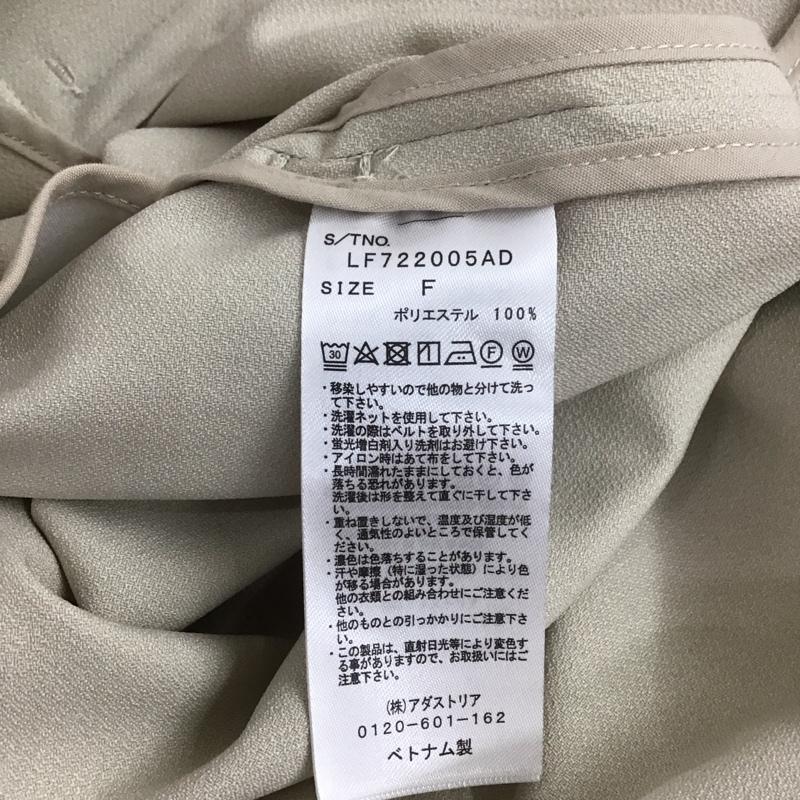 S/TNO.
LF722005AD
SIZE F
ポリエステル 100%
30 F W
・移染しやすいので他の物と分けて洗っ
て下さい。
・洗濯ネットを使用して下さい。
・洗濯の際はベルトを取り外して下さい。
・蛍光増白剤入り洗剤はお避け下さい。
・アイロン時はあて布をして下さい。
・長時間濡れたままにしておくと、色が
落ちる恐れがあります。
洗濯後は形を整えて直ぐに干して下さ
い。
・重ね置きしないで、温度及び湿度が低
く、通気性のよいところで保管してく
ださい。
・濃色は色落ちすることがあります。
・汗や摩擦（特に湿った状態）により色
が移る場合があります。
他の衣類との組み合わせにご注意くだ
さい。
・他のものとの引っかかりにご注意下さ
い。
・この製品は、直射日光等により変色す
る事がありますので、お取扱いにはご
注意下さい。
(株)アダストリア
0120-601-162
ベトナム製